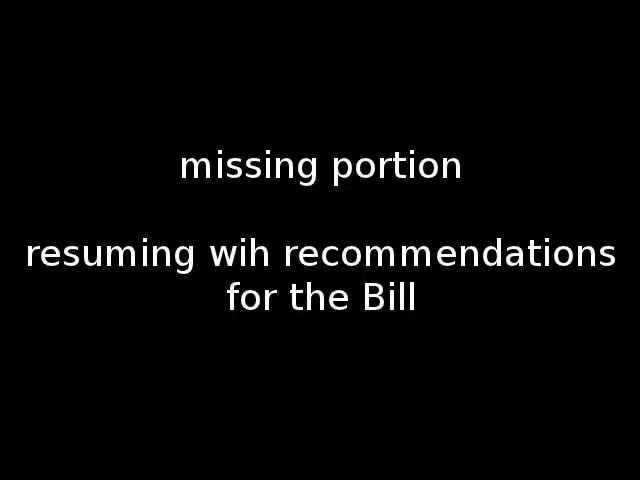 missing portion
resuming wih recommendations
for the Bill